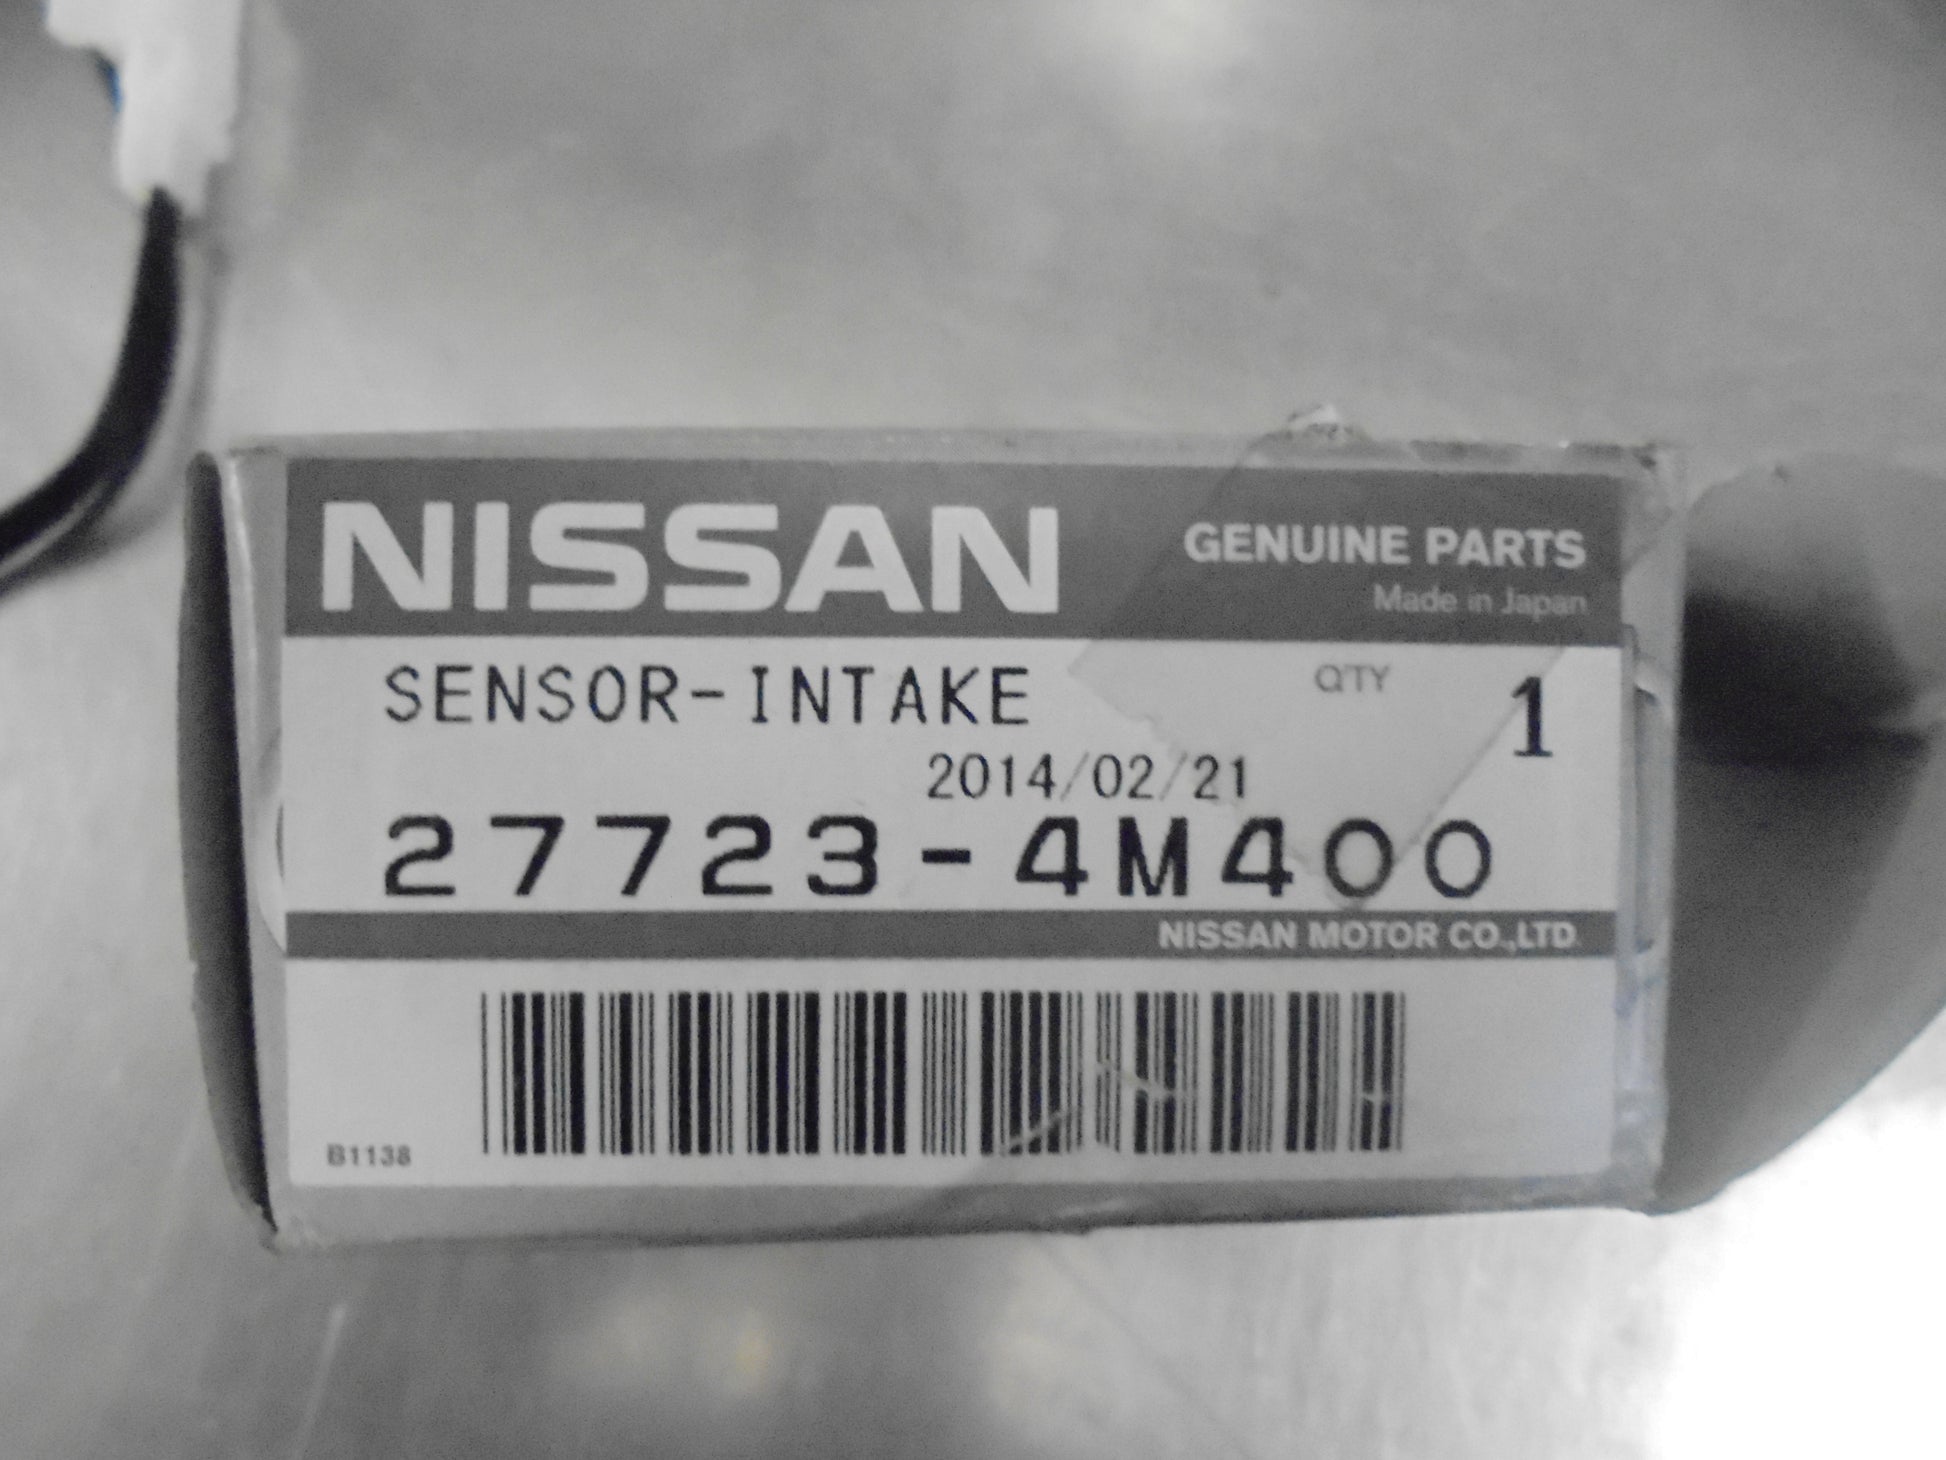 NISSAN GENUINE PARTS
Made in Japan
SENSOR-INTAKE QTY 1
2014/02/21
27723-4M400
NISSAN MOTOR CO.,LTD.
B1138